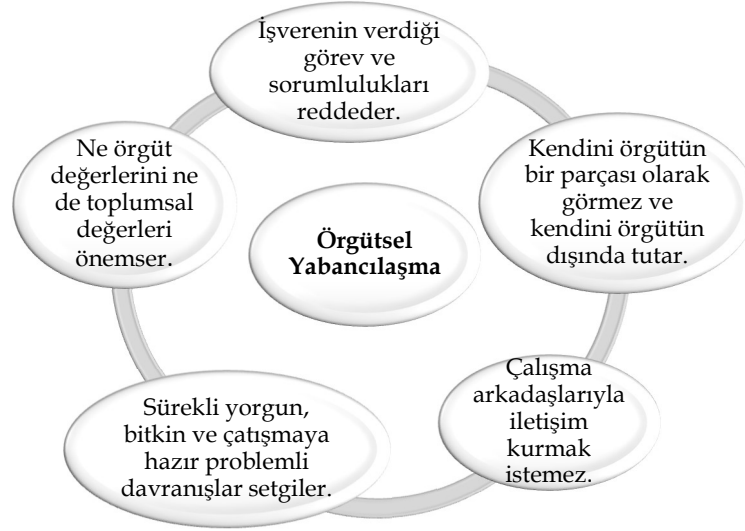 İşverenin verdiği
görev ve
sorumlulukları
reddeder.
Kendini örgütün
bir parçası olarak
görmez ve
kendini örgütün
dışında tutar.
Çalışma
arkadaşlarıyla
iletişim
kurmak
istemez.
Sürekli yorgun,
bitkin ve çatışmaya
hazır problemli
davranışlar setgiler.
Ne örgüt
değerlerini ne
de toplumsal
değerleri
önemser.
Örgütsel
Yabancılaşma